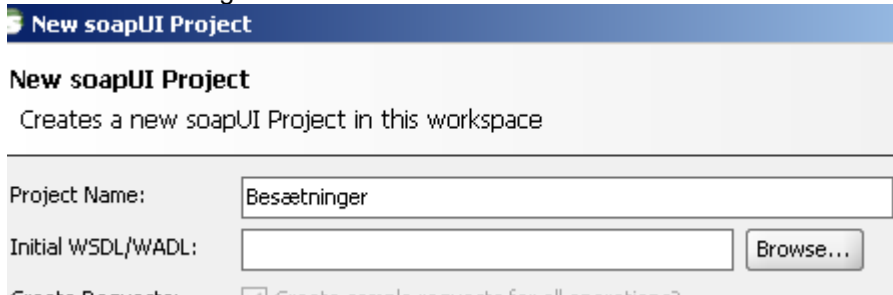 New soapUI Project
New soapUI Project
Creates a new soapUI Project in this workspace
Project Name: Besætninger
Initial WSDL/WADL: Browse...